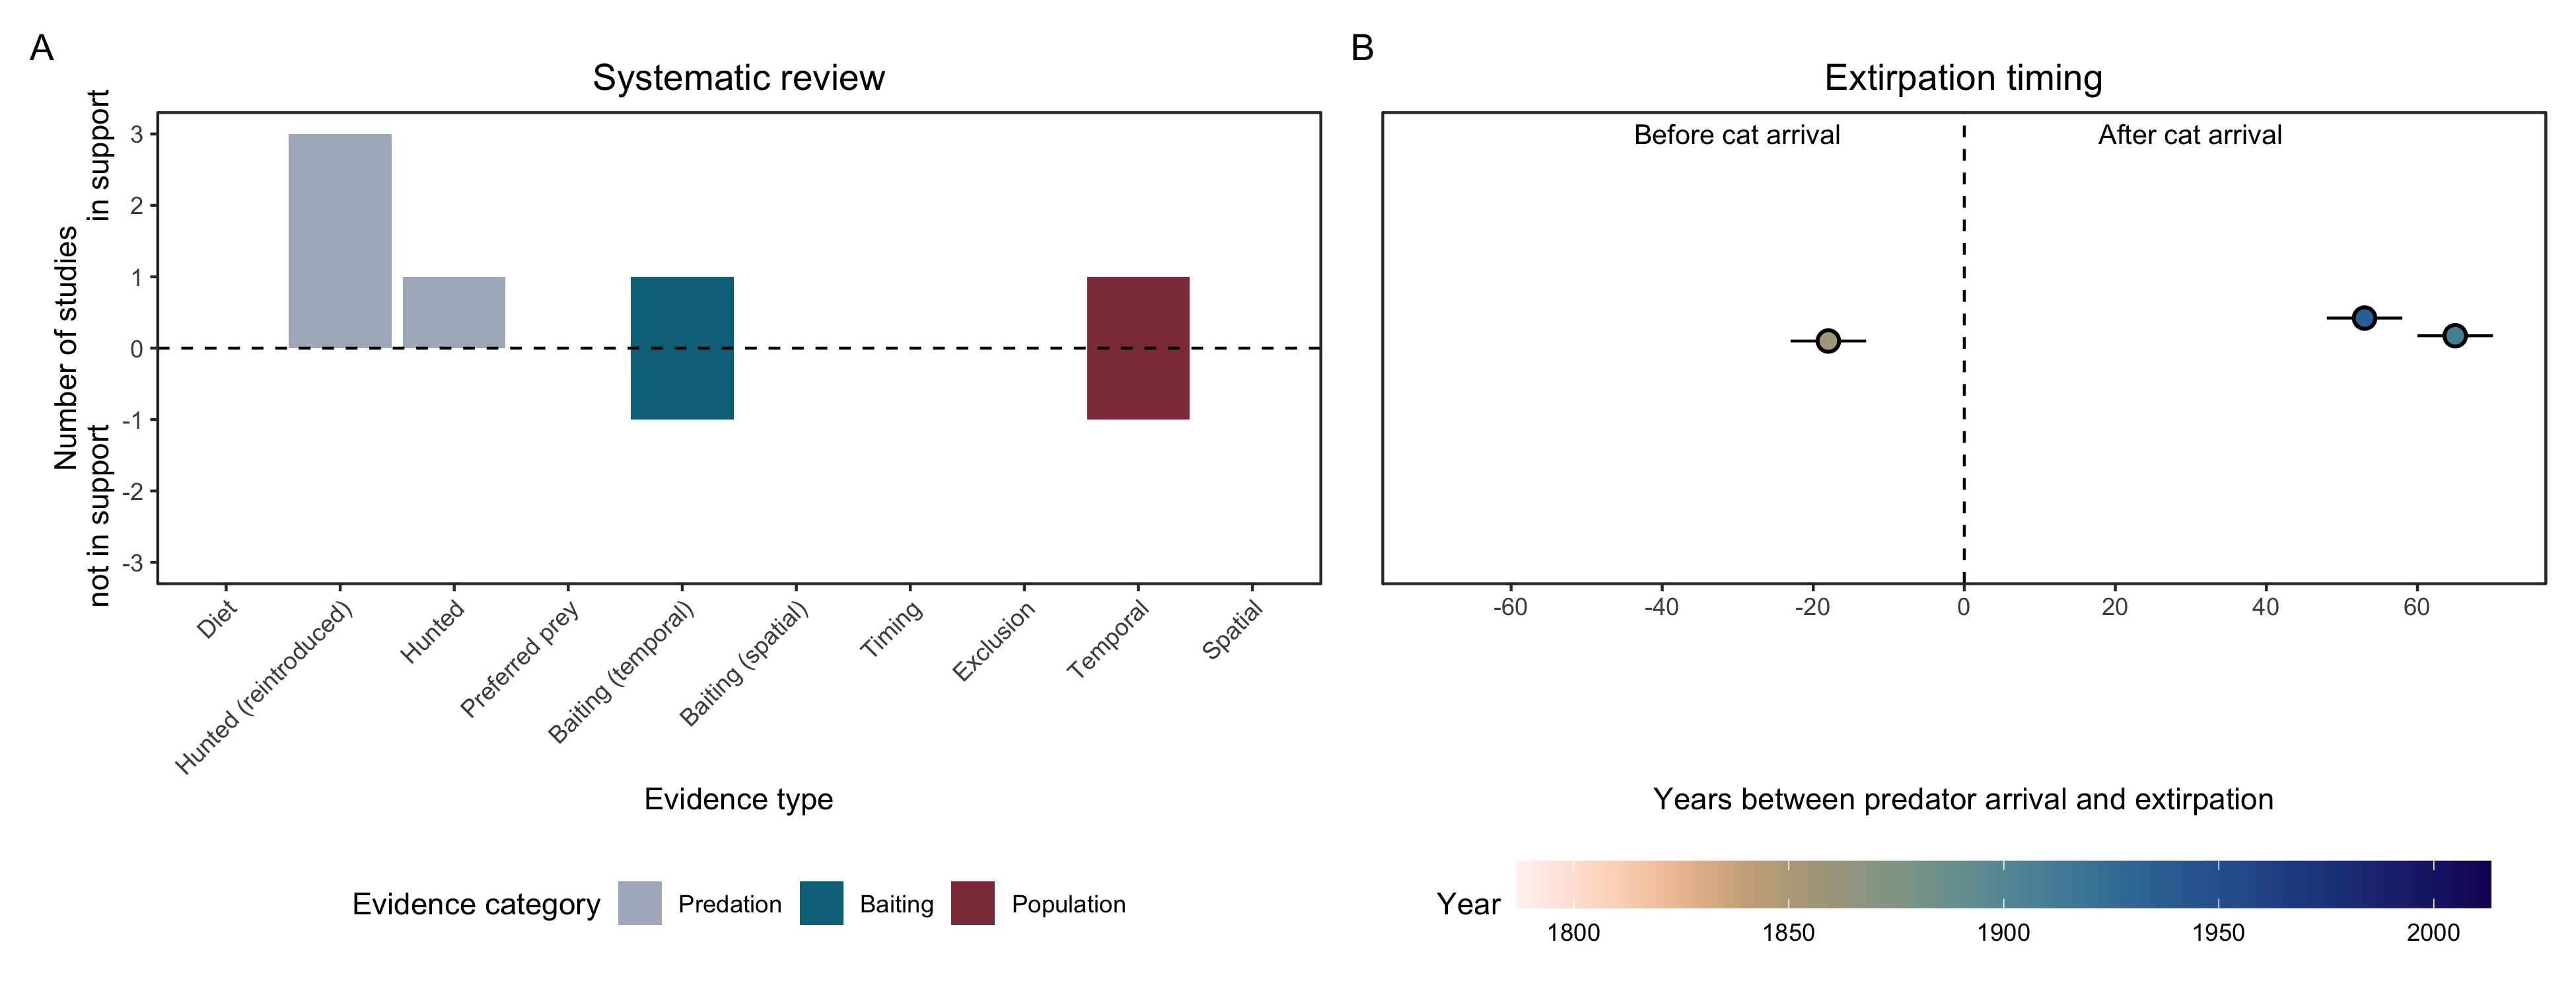 A
Systematic review
Number of studies
not in support
in support
3
2
1
0
-1
-2
-3
Diet
Hunted (reintroduced)
Hunted
Preferred prey
Baiting (temporal)
Baiting (spatial)
Timing
Exclusion
Temporal
Spatial
Evidence type
Evidence category
Predation
Baiting
Population
B
Extirpation timing
Before cat arrival
After cat arrival
-60
-40
-20
0
20
40
60
Years between predator arrival and extirpation
Year
1800
1850
1900
1950
2000